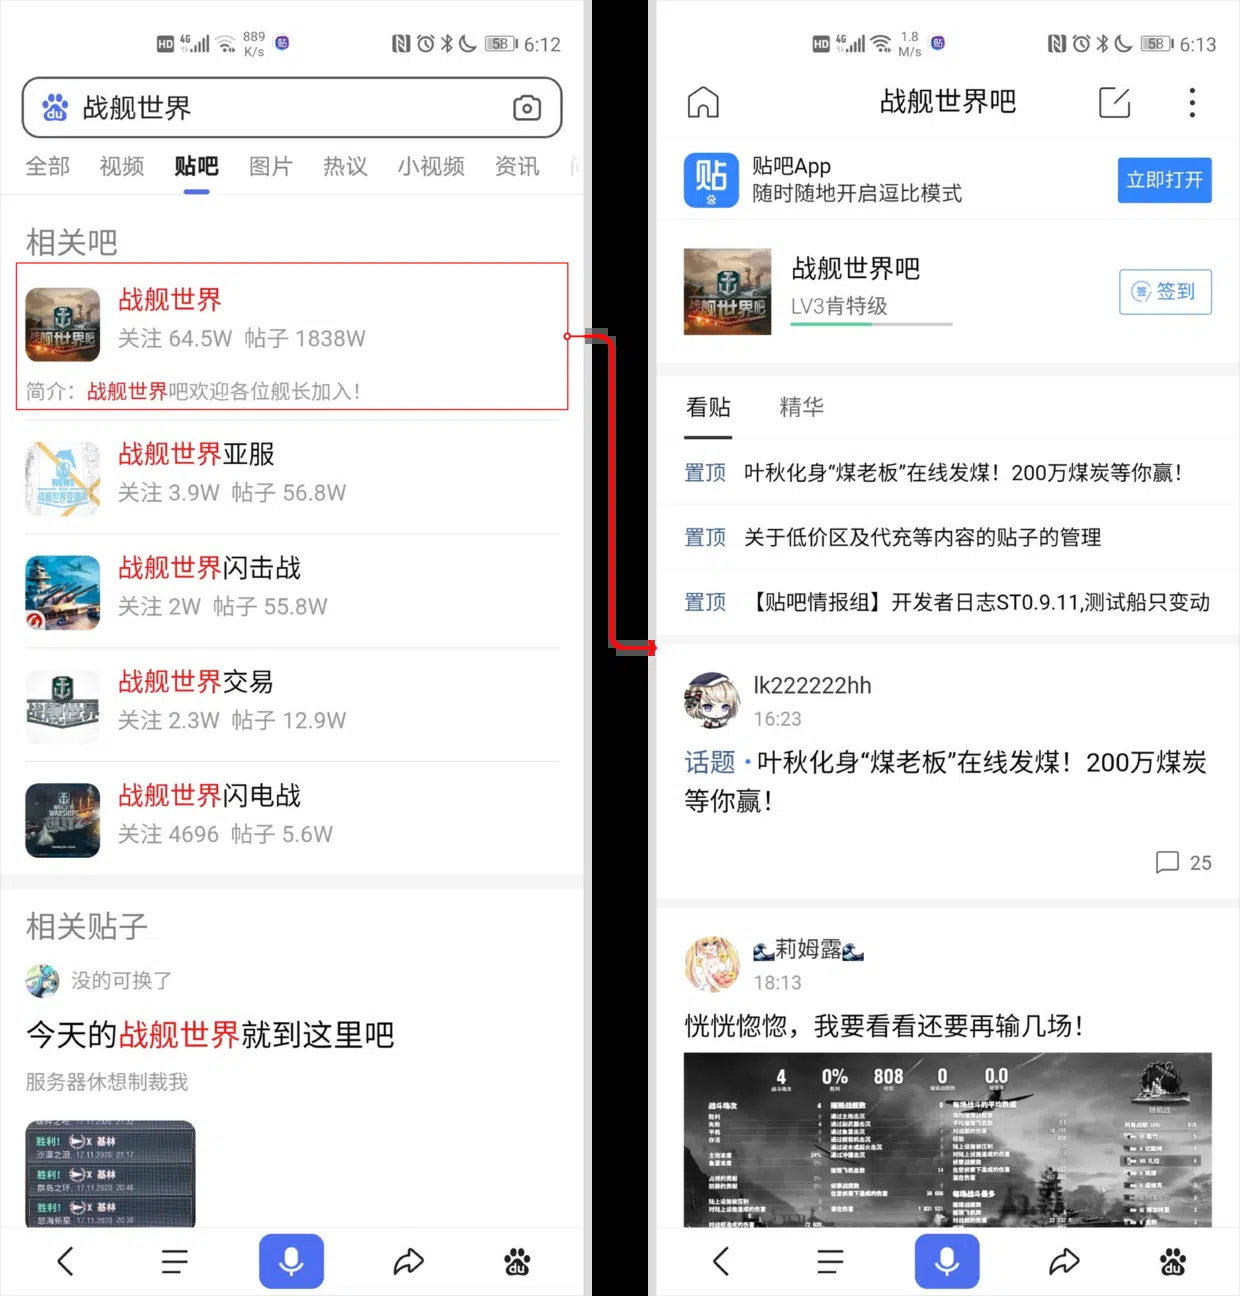 HD 4G 889 K/s 58 6:12
战舰世界
全部 视频 贴吧 图片 热议 小视频 资讯
相关吧
战舰世界
关注 64.5W 帖子 1838W
简介：战舰世界吧欢迎各位舰长加入！
战舰世界亚服
关注 3.9W 帖子 56.8W
战舰世界闪击战
关注 2W 帖子 55.8W
战舰世界交易
关注 2.3W 帖子 12.9W
战舰世界闪电战
关注 4696 帖子 5.6W
相关贴子
没的可换了
今天的战舰世界就到这里吧
服务器休想制裁我
胜利！ X 基林
沙漠之泪, 17.11.2020 21:17
胜利！ X 基林
群岛之环, 17.11.2020 20:46
胜利！ X 基林
怒海新星, 17.11.2020 20:30
du
HD 4G 1.8 M/s 58 6:13
战舰世界吧
贴 贴吧App
随时随地开启逗比模式
立即打开
战舰世界吧
LV3肯特级
签 签到
看贴 精华
置顶 叶秋化身“煤老板”在线发煤！200万煤炭等你赢！
置顶 关于低价区及代充等内容的贴子的管理
置顶 【贴吧情报组】开发者日志ST0.9.11,测试船只变动
lk222222hh
16:23
话题·叶秋化身“煤老板”在线发煤！200万煤炭
等你赢！
25
莉姆露
18:13
恍恍惚惚，我要看看还要再输几场！
4 0% 808 0 0.0
战斗场次 4
du